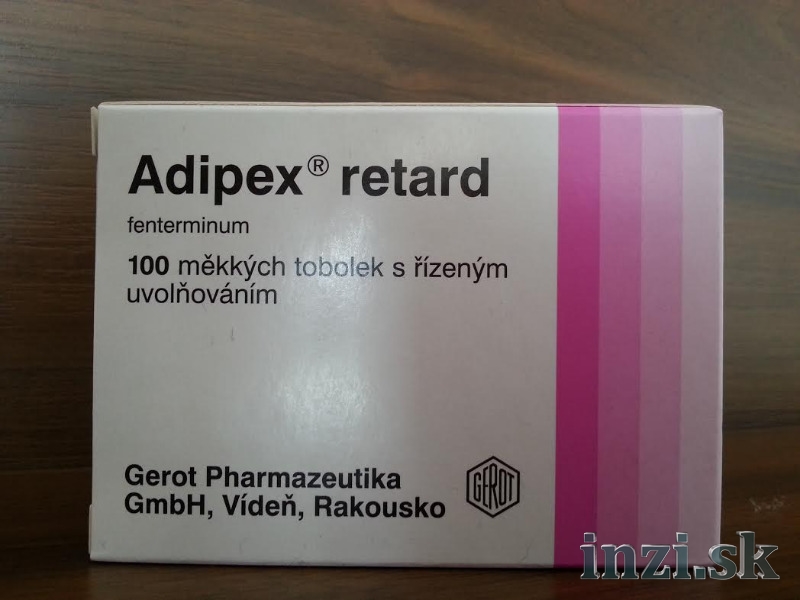 Adipex® retard
fenterminum
100 měkkých tobolek s řízeným
uvolňováním
Gerot Pharmazeutika
GmbH, Vídeň, Rakousko
GEROT
inzi.sk